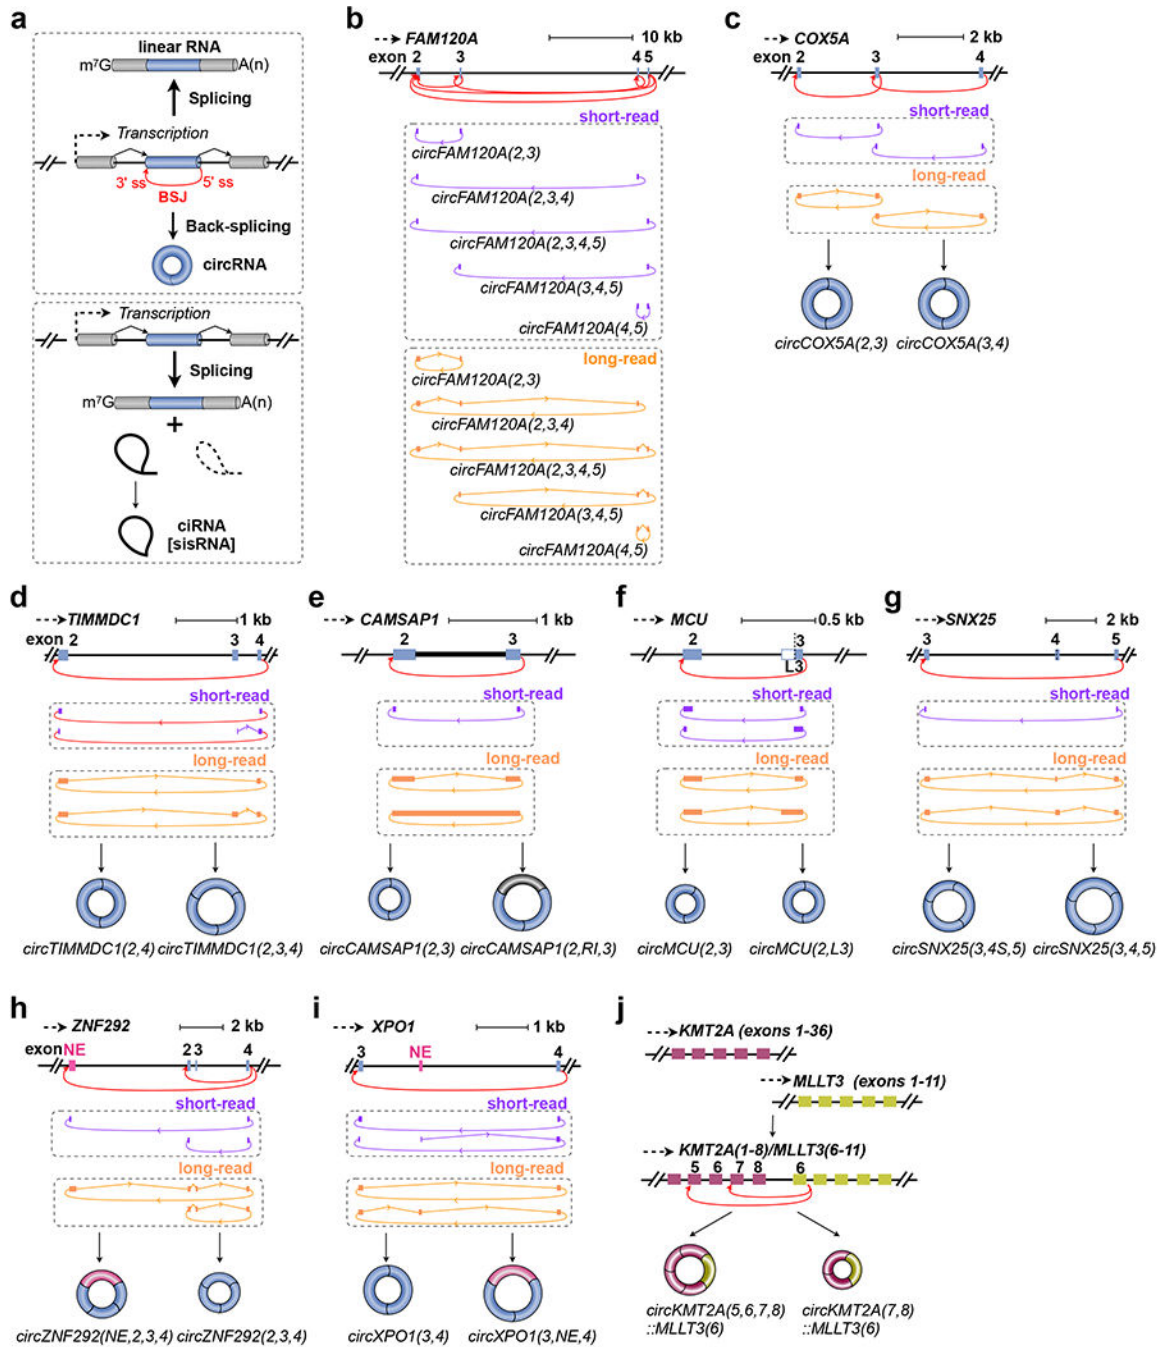 a
linear RNA
m⁷G A(n)
Splicing
Transcription
3' ss 5' ss
BSJ
Back-splicing
circRNA
Transcription
Splicing
m⁷G A(n)
+
ciRNA
[sisRNA]
b
FAM120A 10 kb
exon 2 3 4 5
short-read
circFAM120A(2,3)
circFAM120A(2,3,4)
circFAM120A(2,3,4,5)
circFAM120A(3,4,5)
circFAM120A(4,5)
long-read
circFAM120A(2,3)
circFAM120A(2,3,4)
circFAM120A(2,3,4,5)
circFAM120A(3,4,5)
circFAM120A(4,5)
c
COX5A 2 kb
exon 2 3 4
short-read
long-read
circCOX5A(2,3) circCOX5A(3,4)
d
TIMMDC1 1 kb
exon 2 3 4
short-read
long-read
circTIMMDC1(2,4) circTIMMDC1(2,3,4)
e
CAMSAP1 1 kb
2 3
short-read
long-read
circCAMSAP1(2,3) circCAMSAP1(2,RI,3)
f
MCU 0.5 kb
2 3
L3
short-read
long-read
circMCU(2,3) circMCU(2,L3)
g
SNX25 2 kb
3 4 5
short-read
long-read
circSNX25(3,4S,5) circSNX25(3,4,5)
h
ZNF292 2 kb
exon NE 2 3 4
short-read
long-read
circZNF292(NE,2,3,4) circZNF292(2,3,4)
i
XPO1 1 kb
3 NE 4
short-read
long-read
circXPO1(3,4) circXPO1(3,NE,4)
j
KMT2A (exons 1-36)
MLLT3 (exons 1-11)
KMT2A(1-8)/MLLT3(6-11)
5 6 7 8 6
circKMT2A(5,6,7,8) circKMT2A(7,8)
::MLLT3(6) ::MLLT3(6)